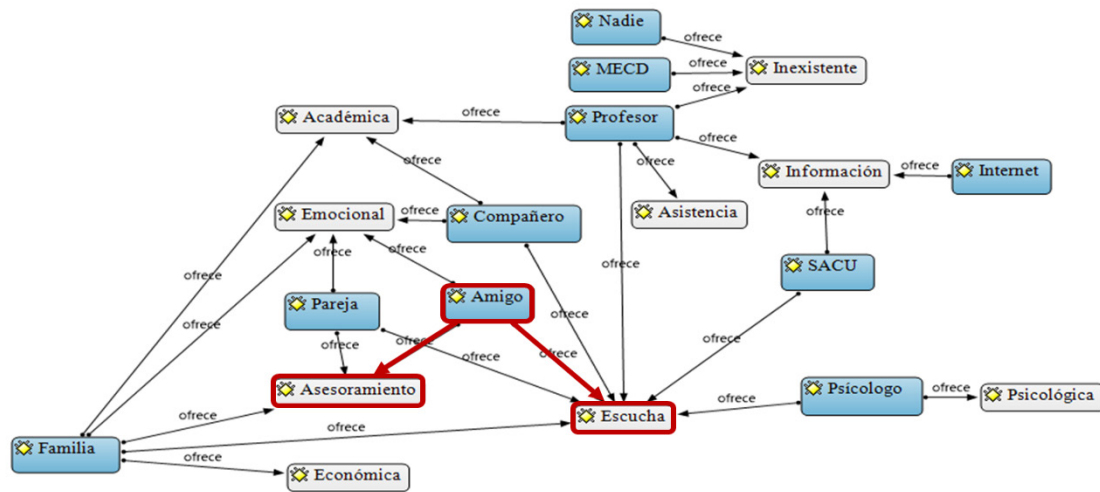 Nadie
ofrece
MECD
ofrece
Inexistente
ofrece
Académica
ofrece
Profesor
ofrece
ofrece
ofrece
Información
ofrece
Internet
Emocional
ofrece
Compañero
Asistencia
ofrece
ofrece
ofrece
SACU
ofrece
Pareja
Amigo
ofrece
ofrece
ofrece
ofrece
ofrece
ofrece
Asesoramiento
Psicologo
ofrece
Psicológica
ofrece
ofrece
Escucha
ofrece
Familia
ofrece
Económica